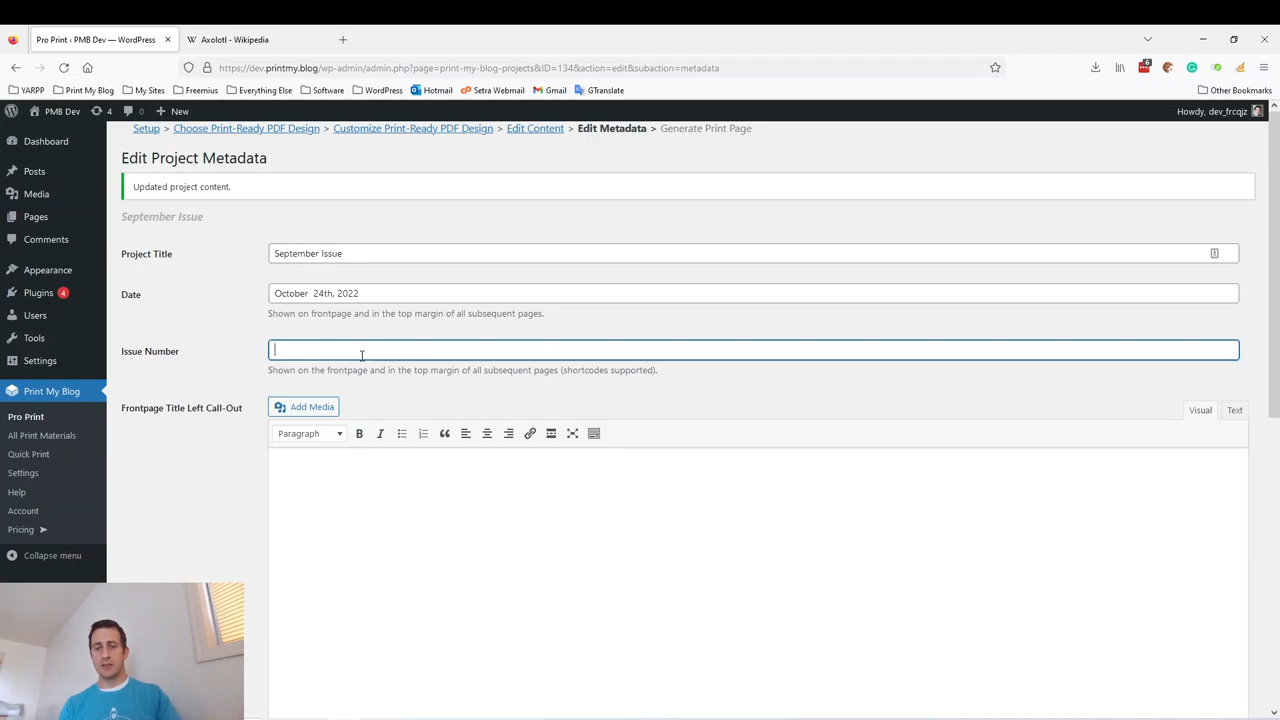 Pro Print ‹ PMB Dev — WordPress
Axolotl - Wikipedia
https://dev.printmy.blog/wp-admin/admin.php?page=print-my-blog-projects&ID=134&action=edit&subaction=metadata
6
YARPP
Print My Blog
My Sites
Freemius
Everything Else
Software
WordPress
Hotmail
Setra Webmail
Gmail
GTranslate
Other Bookmarks
PMB Dev
4
0
New
Howdy, dev_frcqjz
Dashboard
Posts
Media
Pages
Comments
Appearance
Plugins 4
Users
Tools
Settings
Print My Blog
Pro Print
All Print Materials
Quick Print
Settings
Help
Account
Pricing ➤
Collapse menu
Setup > Choose Print-Ready PDF Design > Customize Print-Ready PDF Design > Edit Content > Edit Metadata > Generate Print Page
Edit Project Metadata
Updated project content.
September Issue
Project Title
September Issue
Date
October 24th, 2022
Shown on frontpage and in the top margin of all subsequent pages.
Issue Number
Shown on the frontpage and in the top margin of all subsequent pages (shortcodes supported).
Frontpage Title Left Call-Out
Add Media
Visual
Text
Paragraph
B
I